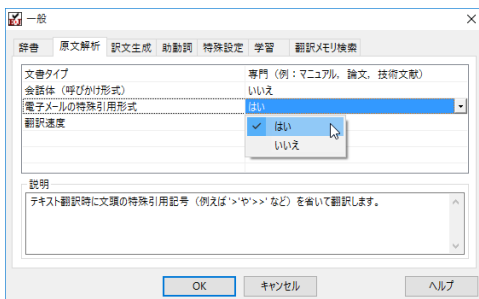 一般
辞書 原文解析 訳文生成 助動詞 特殊設定 学習 翻訳メモリ検索
文書タイプ 専門（例：マニュアル, 論文, 技術文献）
会話体（呼びかけ形式） いいえ
電子メールの特殊引用形式 はい
翻訳速度
はい
いいえ
説明
テキスト翻訳時に文頭の特殊引用記号（例えば'>'や'>>'など）を省いて翻訳します。
OK キャンセル ヘルプ